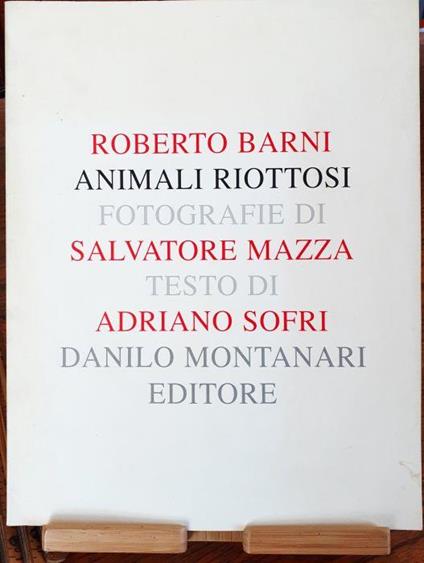 ROBERTO BARNI
ANIMALI RIOTTOSI
FOTOGRAFIE DI
SALVATORE MAZZA
TESTO DI
ADRIANO SOFRI
DANILO MONTANARI
EDITORE